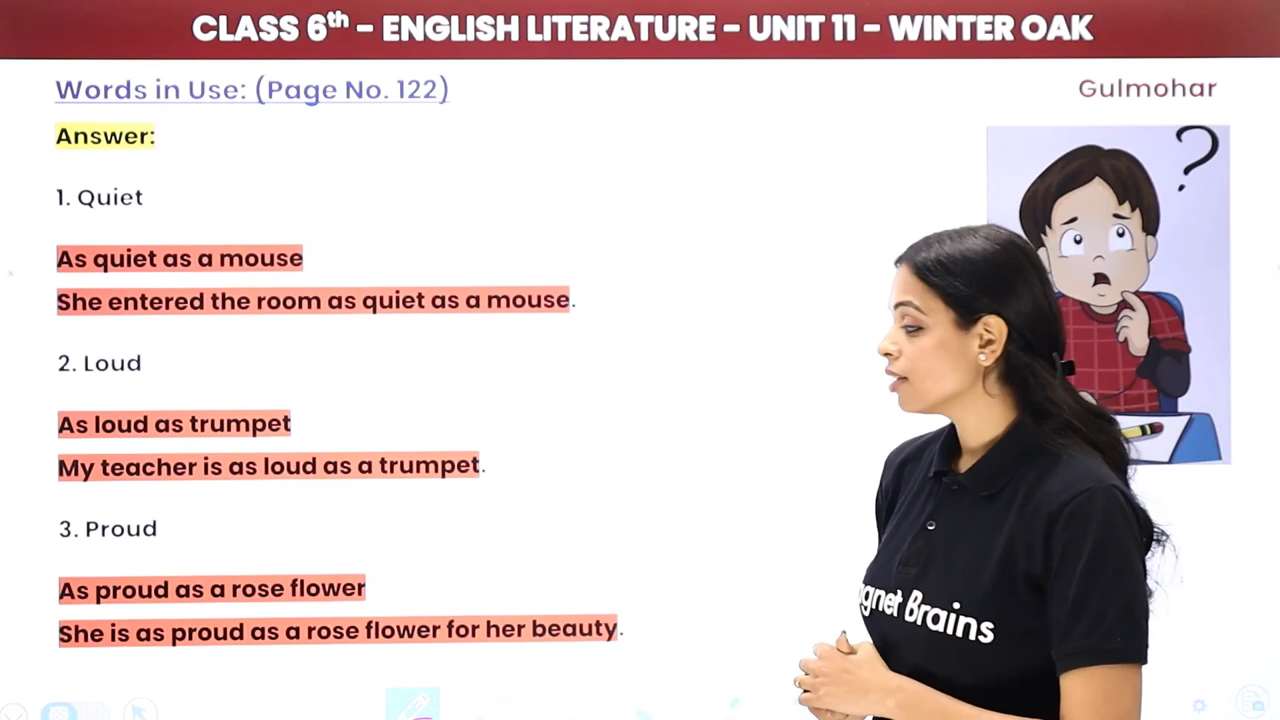 CLASS 6th - ENGLISH LITERATURE - UNIT 11 - WINTER OAK
Words in Use: (Page No. 122)
Gulmohar
Answer:
?
1. Quiet
As quiet as a mouse
She entered the room as quiet as a mouse.
2. Loud
As loud as trumpet
My teacher is as loud as a trumpet.
3. Proud
As proud as a rose flower
She is as proud as a rose flower for her beauty.
Brains